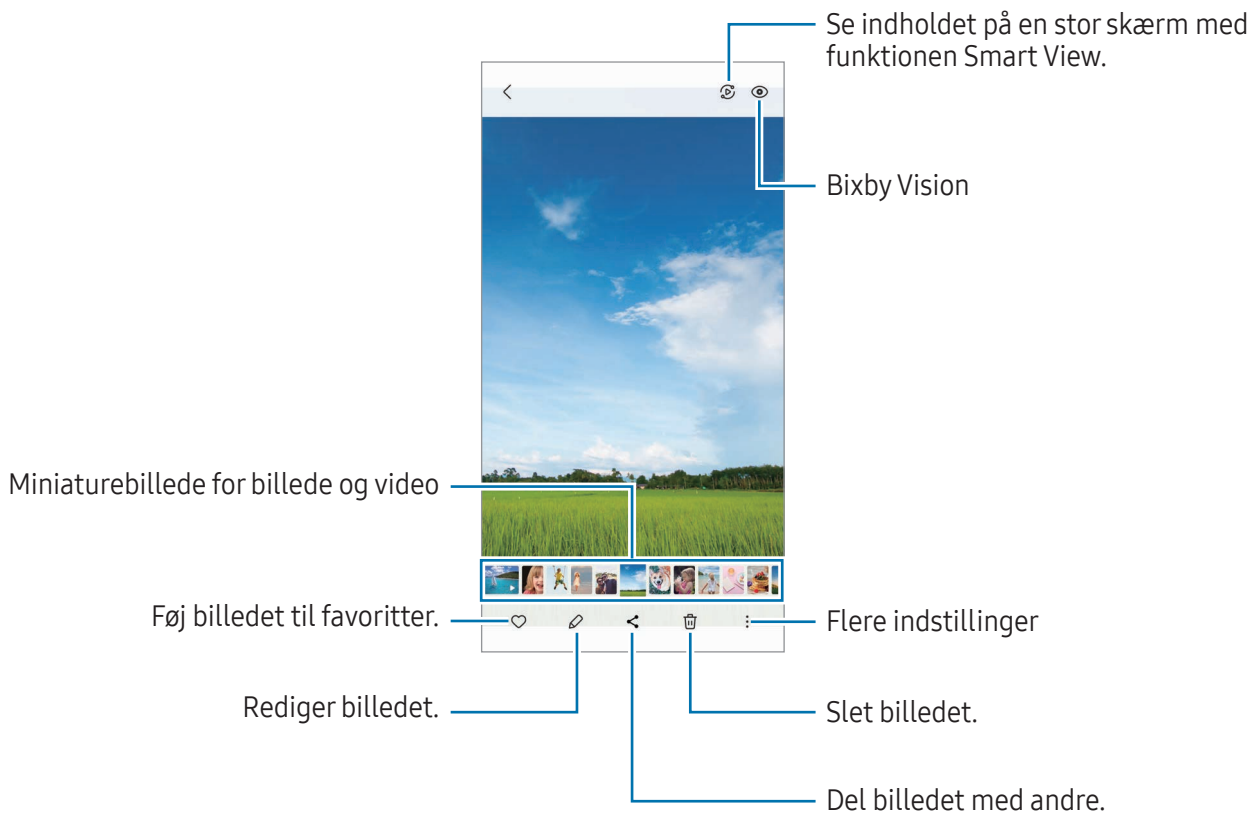 Se indholdet på en stor skærm med
funktionen Smart View.
Bixby Vision
Miniaturebillede for billede og video
Føj billedet til favoritter.
Flere indstillinger
Rediger billedet.
Slet billedet.
Del billedet med andre.